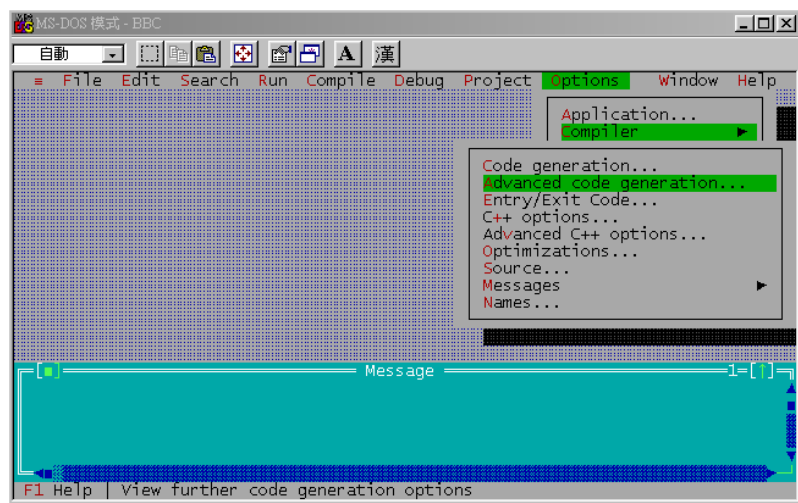 MS-DOS 模式 - BBC
自動 A 漢
≡ File Edit Search Run Compile Debug Project Options Window Help
Application...
Compiler ►
Code generation...
Advanced code generation...
Entry/Exit Code...
C++ options...
Advanced C++ options...
Optimizations...
Source...
Messages ►
Names...
[■] Message 1=[↑]
F1 Help | View further code generation options